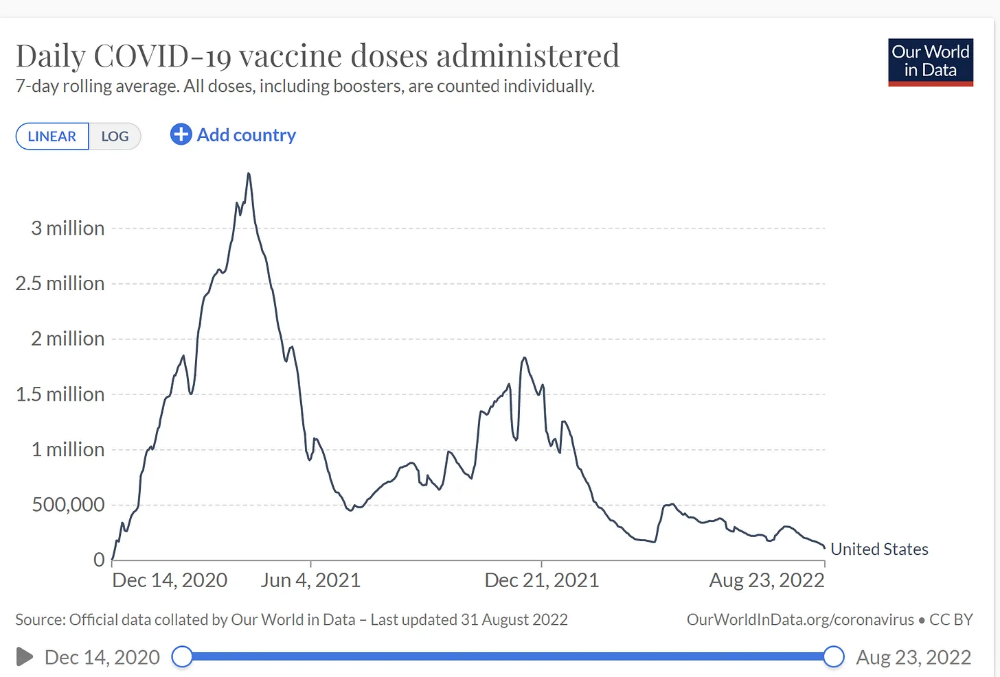 Daily COVID-19 vaccine doses administered
Our World
in Data
7-day rolling average. All doses, including boosters, are counted individually.
LINEAR LOG Add country
3 million
2.5 million
2 million
1.5 million
1 million
500,000
0
United States
Dec 14, 2020 Jun 4, 2021 Dec 21, 2021 Aug 23, 2022
Source: Official data collated by Our World in Data – Last updated 31 August 2022 OurWorldInData.org/coronavirus • CC BY
Dec 14, 2020 Aug 23, 2022